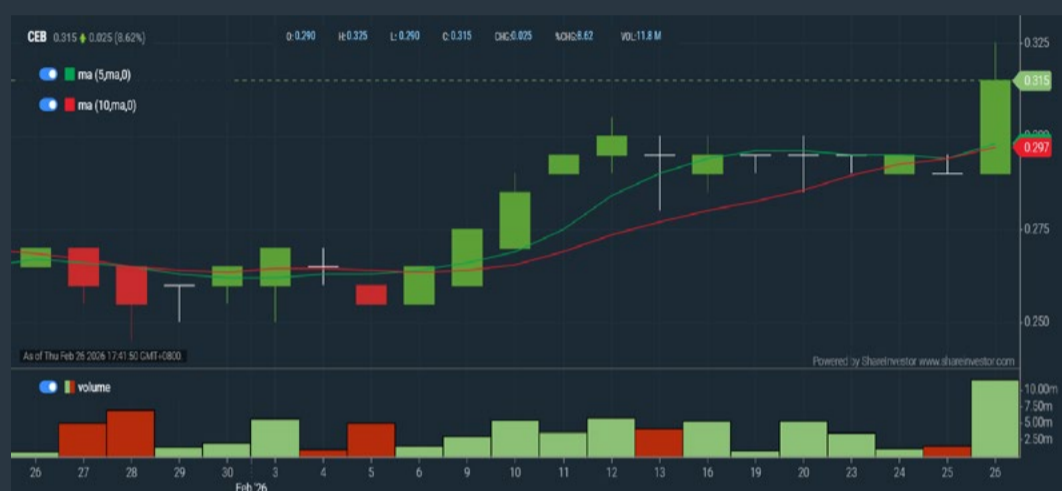 CEB 0.315 0.025 (8.62%) O: 0.290 H: 0.325 L: 0.290 C: 0.315 CHG:0.025 %CHG:8.62 VOL:11.8 M
ma (5,ma,0)
ma (10,ma,0)
0.325
0.315
0.297
0.275
0.250
As of Thu Feb 26 2026 17:41:50 GMT+0800
Powered by ShareInvestor www.shareinvestor.com
volume
10.00m
7.50m
5.00m
2.50m
26 27 28 29 30 3 4 5 6 9 10 11 12 13 16 19 20 23 24 25 26
Feb '26